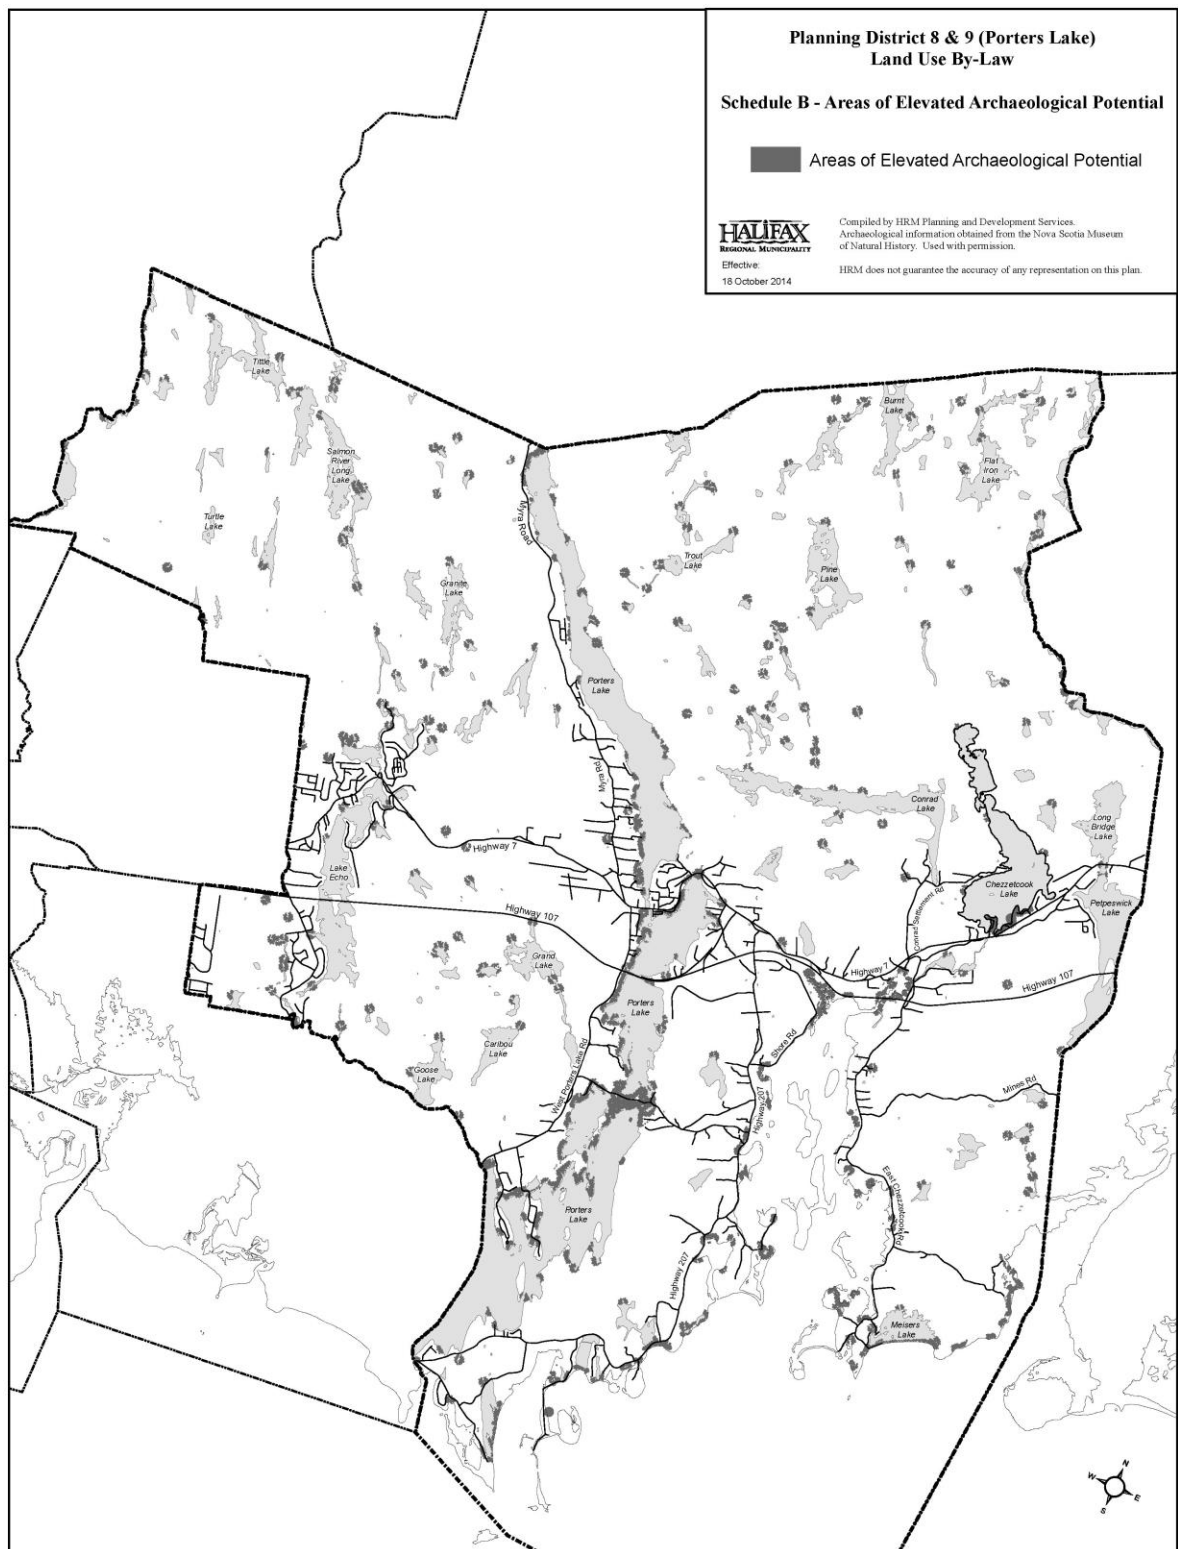 Planning District 8 & 9 (Porters Lake)
Land Use By-Law
Schedule B - Areas of Elevated Archaeological Potential
Areas of Elevated Archaeological Potential
HALIFAX
REGIONAL MUNICIPALITY
Compiled by HRM Planning and Development Services.
Archaeological information obtained from the Nova Scotia Museum
of Natural History. Used with permission.
Effective:
18 October 2014
HRM does not guarantee the accuracy of any representation on this plan.
Tittle
Lake
Burnt
Lake
Salmon
River
Long
Lake
Flat
Iron
Lake
Turtle
Lake
Myra Road
Trout
Lake
Pine
Lake
Granite
Lake
Porters
Lake
Myra Rd
Conrad
Lake
Long
Bridge
Lake
Highway 7
Lake
Echo
Chezzetcook
Lake
Petpeswick
Lake
Conrad Settlement Rd
Highway 107
Grand
Lake
Highway 7
Highway 107
Porters
Lake
Shore Rd
Caribou
Lake
Goose
Lake
West Porters Lake Rd
Mines Rd
Highway 207
East Chezzetcook Rd
Porters
Lake
Highway 207
Meisers
Lake
N
W
E
S